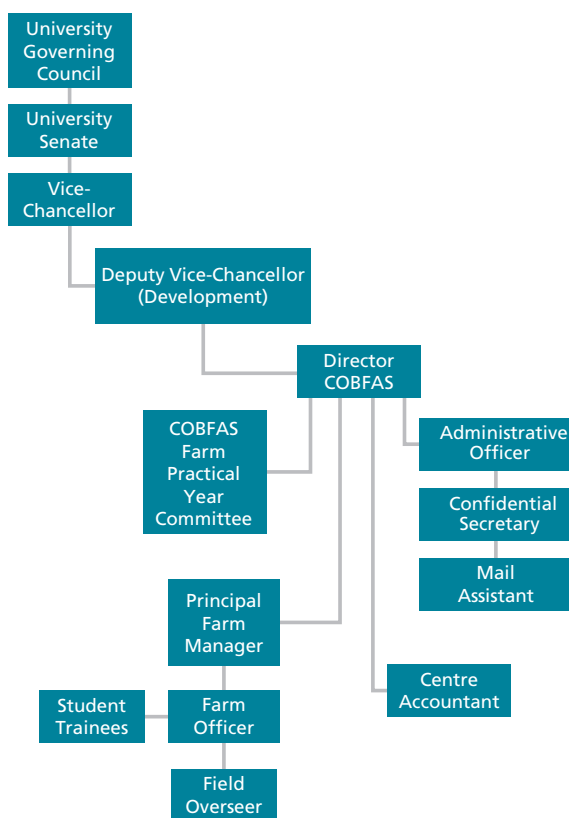 University
Governing
Council
University
Senate
Vice-
Chancellor
Deputy Vice-Chancellor
(Development)
Director
COBFAS
COBFAS
Farm
Practical
Year
Committee
Administrative
Officer
Confidential
Secretary
Mail
Assistant
Principal
Farm
Manager
Centre
Accountant
Student
Trainees
Farm
Officer
Field
Overseer